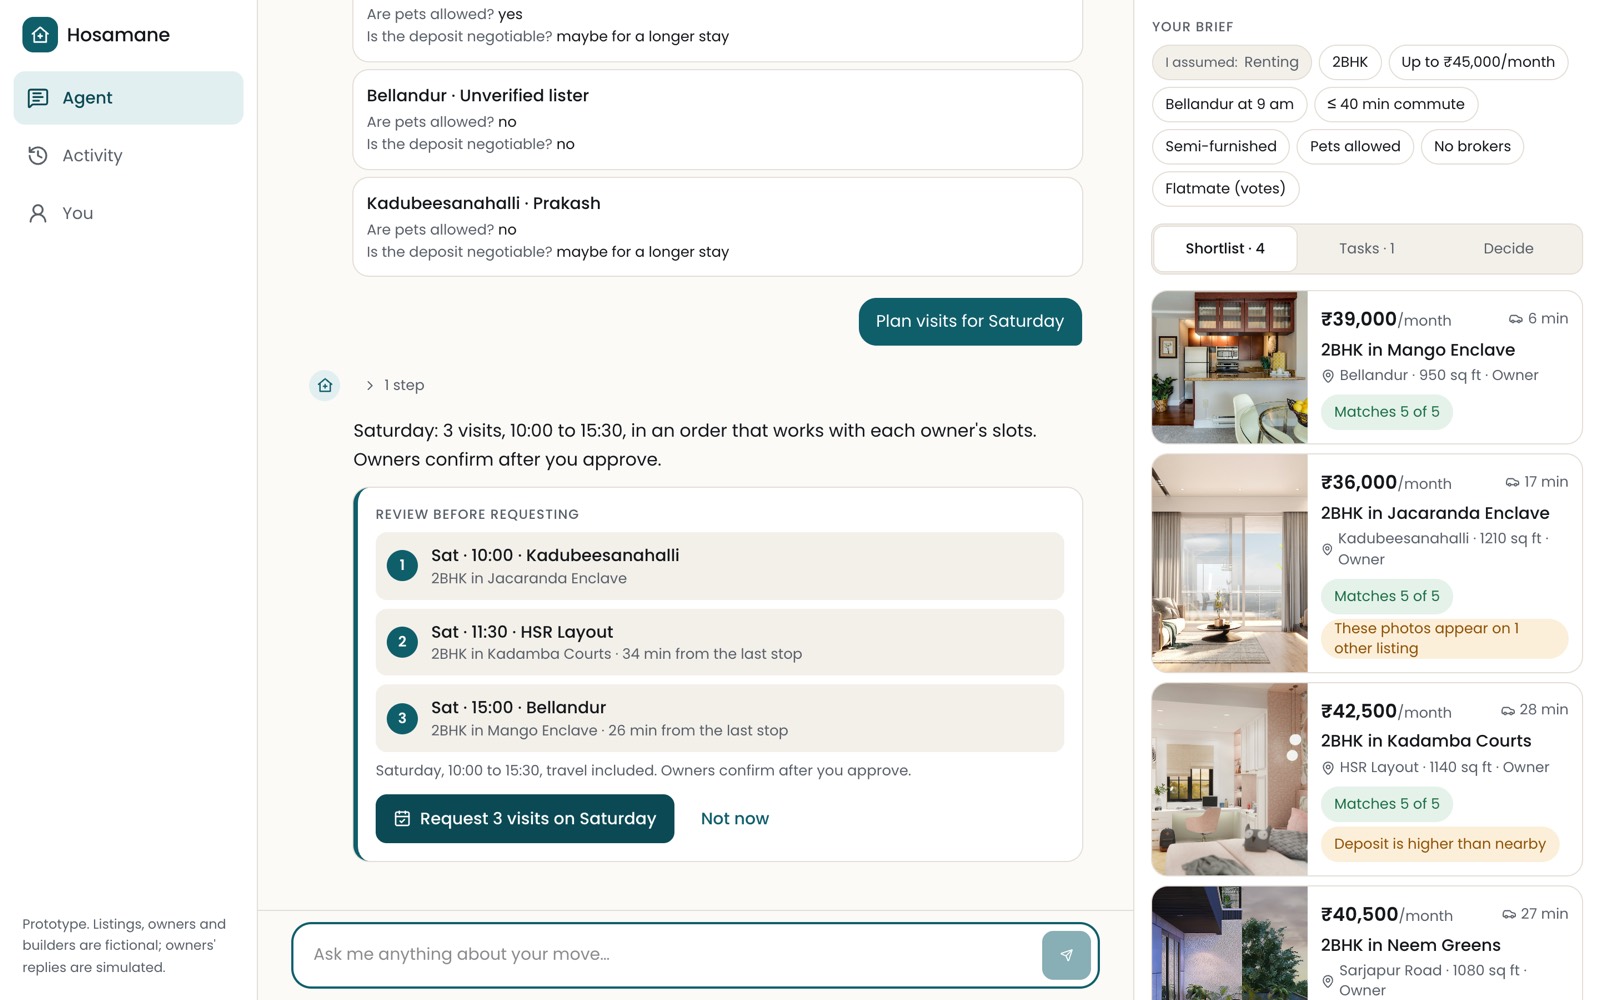 Hosamane
Agent
Activity
You
Prototype. Listings, owners and
builders are fictional; owners'
replies are simulated.
Are pets allowed? yes
Is the deposit negotiable? maybe for a longer stay
Bellandur · Unverified lister
Are pets allowed? no
Is the deposit negotiable? no
Kadubeesanahalli · Prakash
Are pets allowed? no
Is the deposit negotiable? maybe for a longer stay
Plan visits for Saturday
1 step
Saturday: 3 visits, 10:00 to 15:30, in an order that works with each owner's slots.
Owners confirm after you approve.
REVIEW BEFORE REQUESTING
1
Sat · 10:00 · Kadubeesanahalli
2BHK in Jacaranda Enclave
2
Sat · 11:30 · HSR Layout
2BHK in Kadamba Courts · 34 min from the last stop
3
Sat · 15:00 · Bellandur
2BHK in Mango Enclave · 26 min from the last stop
Saturday, 10:00 to 15:30, travel included. Owners confirm after you approve.
Request 3 visits on Saturday
Not now
Ask me anything about your move...
YOUR BRIEF
I assumed: Renting
2BHK
Up to ₹45,000/month
Bellandur at 9 am
≤ 40 min commute
Semi-furnished
Pets allowed
No brokers
Flatmate (votes)
Shortlist · 4
Tasks · 1
Decide
₹39,000/month
6 min
2BHK in Mango Enclave
Bellandur · 950 sq ft · Owner
Matches 5 of 5
₹36,000/month
17 min
2BHK in Jacaranda Enclave
Kadubeesanahalli · 1210 sq ft ·
Owner
Matches 5 of 5
These photos appear on 1
other listing
₹42,500/month
28 min
2BHK in Kadamba Courts
HSR Layout · 1140 sq ft · Owner
Matches 5 of 5
Deposit is higher than nearby
₹40,500/month
27 min
2BHK in Neem Greens
Sarjapur Road · 1080 sq ft ·
Owner